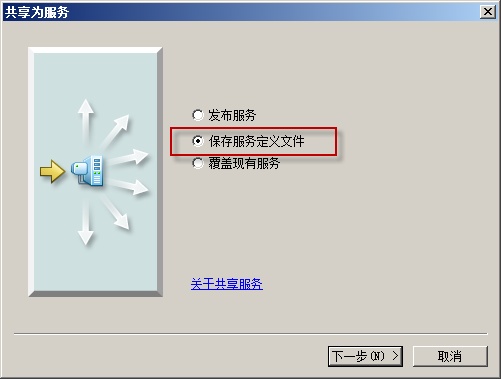 共享为服务
发布服务
保存服务定义文件
覆盖现有服务
关于共享服务
下一步(N) >
取消